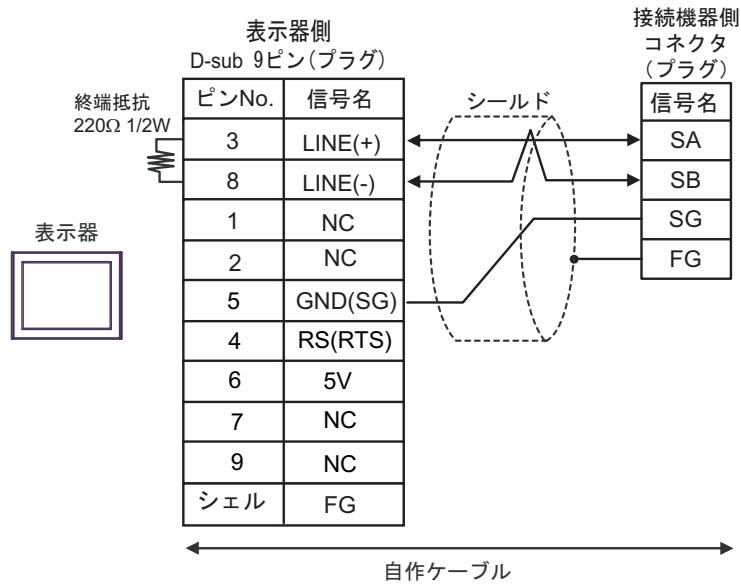 表示器側
D-sub 9ピン(プラグ)
接続機器側
コネクタ
(プラグ)
終端抵抗
220Ω 1/2W
シールド
表示器
ピンNo. 信号名
3 LINE(+)
8 LINE(-)
1 NC
2 NC
5 GND(SG)
4 RS(RTS)
6 5V
7 NC
9 NC
シェル FG
信号名
SA
SB
SG
FG
自作ケーブル